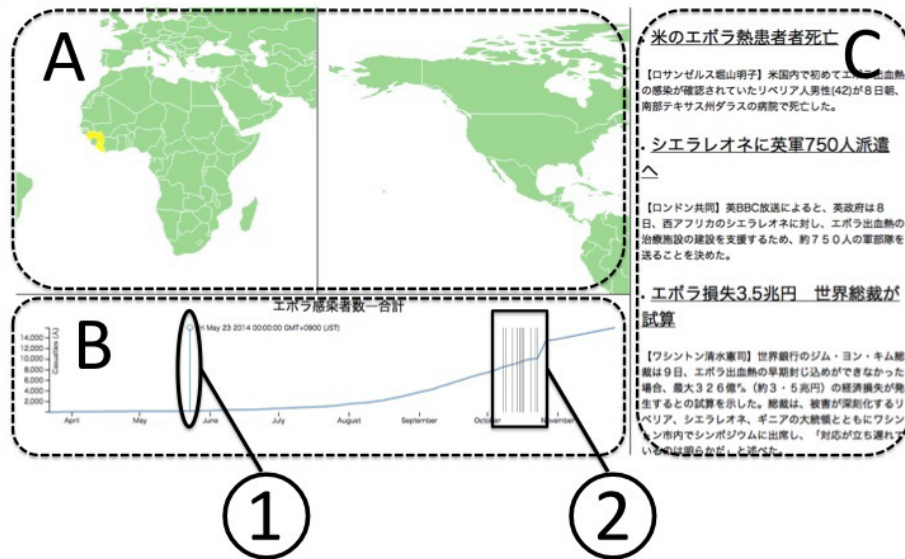 A
C
米のエボラ熱患者者死亡
【ロサンゼルス堀山明子】米国内で初めてエボラ出血熱
の感染が確認されていたリベリア人男性(42)が８日朝、
南部テキサス州ダラスの病院で死亡した。
シエラレオネに英軍750人派遣
へ
【ロンドン共同】英BBC放送によると、英政府は８
日、西アフリカのシエラレオネに対し、エボラ出血熱の
治療施設の建設を支援するため、約７５０人の軍部隊を
送ることを決めた。
エボラ損失3.5兆円　世界総裁が
試算
【ワシントン清水憲司】世界銀行のジム・ヨン・キム総
裁は９日、エボラ出血熱の早期封じ込めができなかった
場合、最大３２６億㌦（約３・５兆円）の経済損失が発
生するとの試算を示した。総裁は、被害が深刻化するリ
ベリア、シエラレオネ、ギニアの大統領とともにワシン
トン市内でシンポジウムに出席し、「対応が立ち遅れて
いるのは明らかだ」と述べた。
エボラ感染者数—合計
B
Fri May 23 2014 00:00:00 GMT+0900 (JST)
Casualties (人)
14,000
12,000
10,000
8,000
6,000
4,000
2,000
April
May
June
July
August
September
October
November
1
2